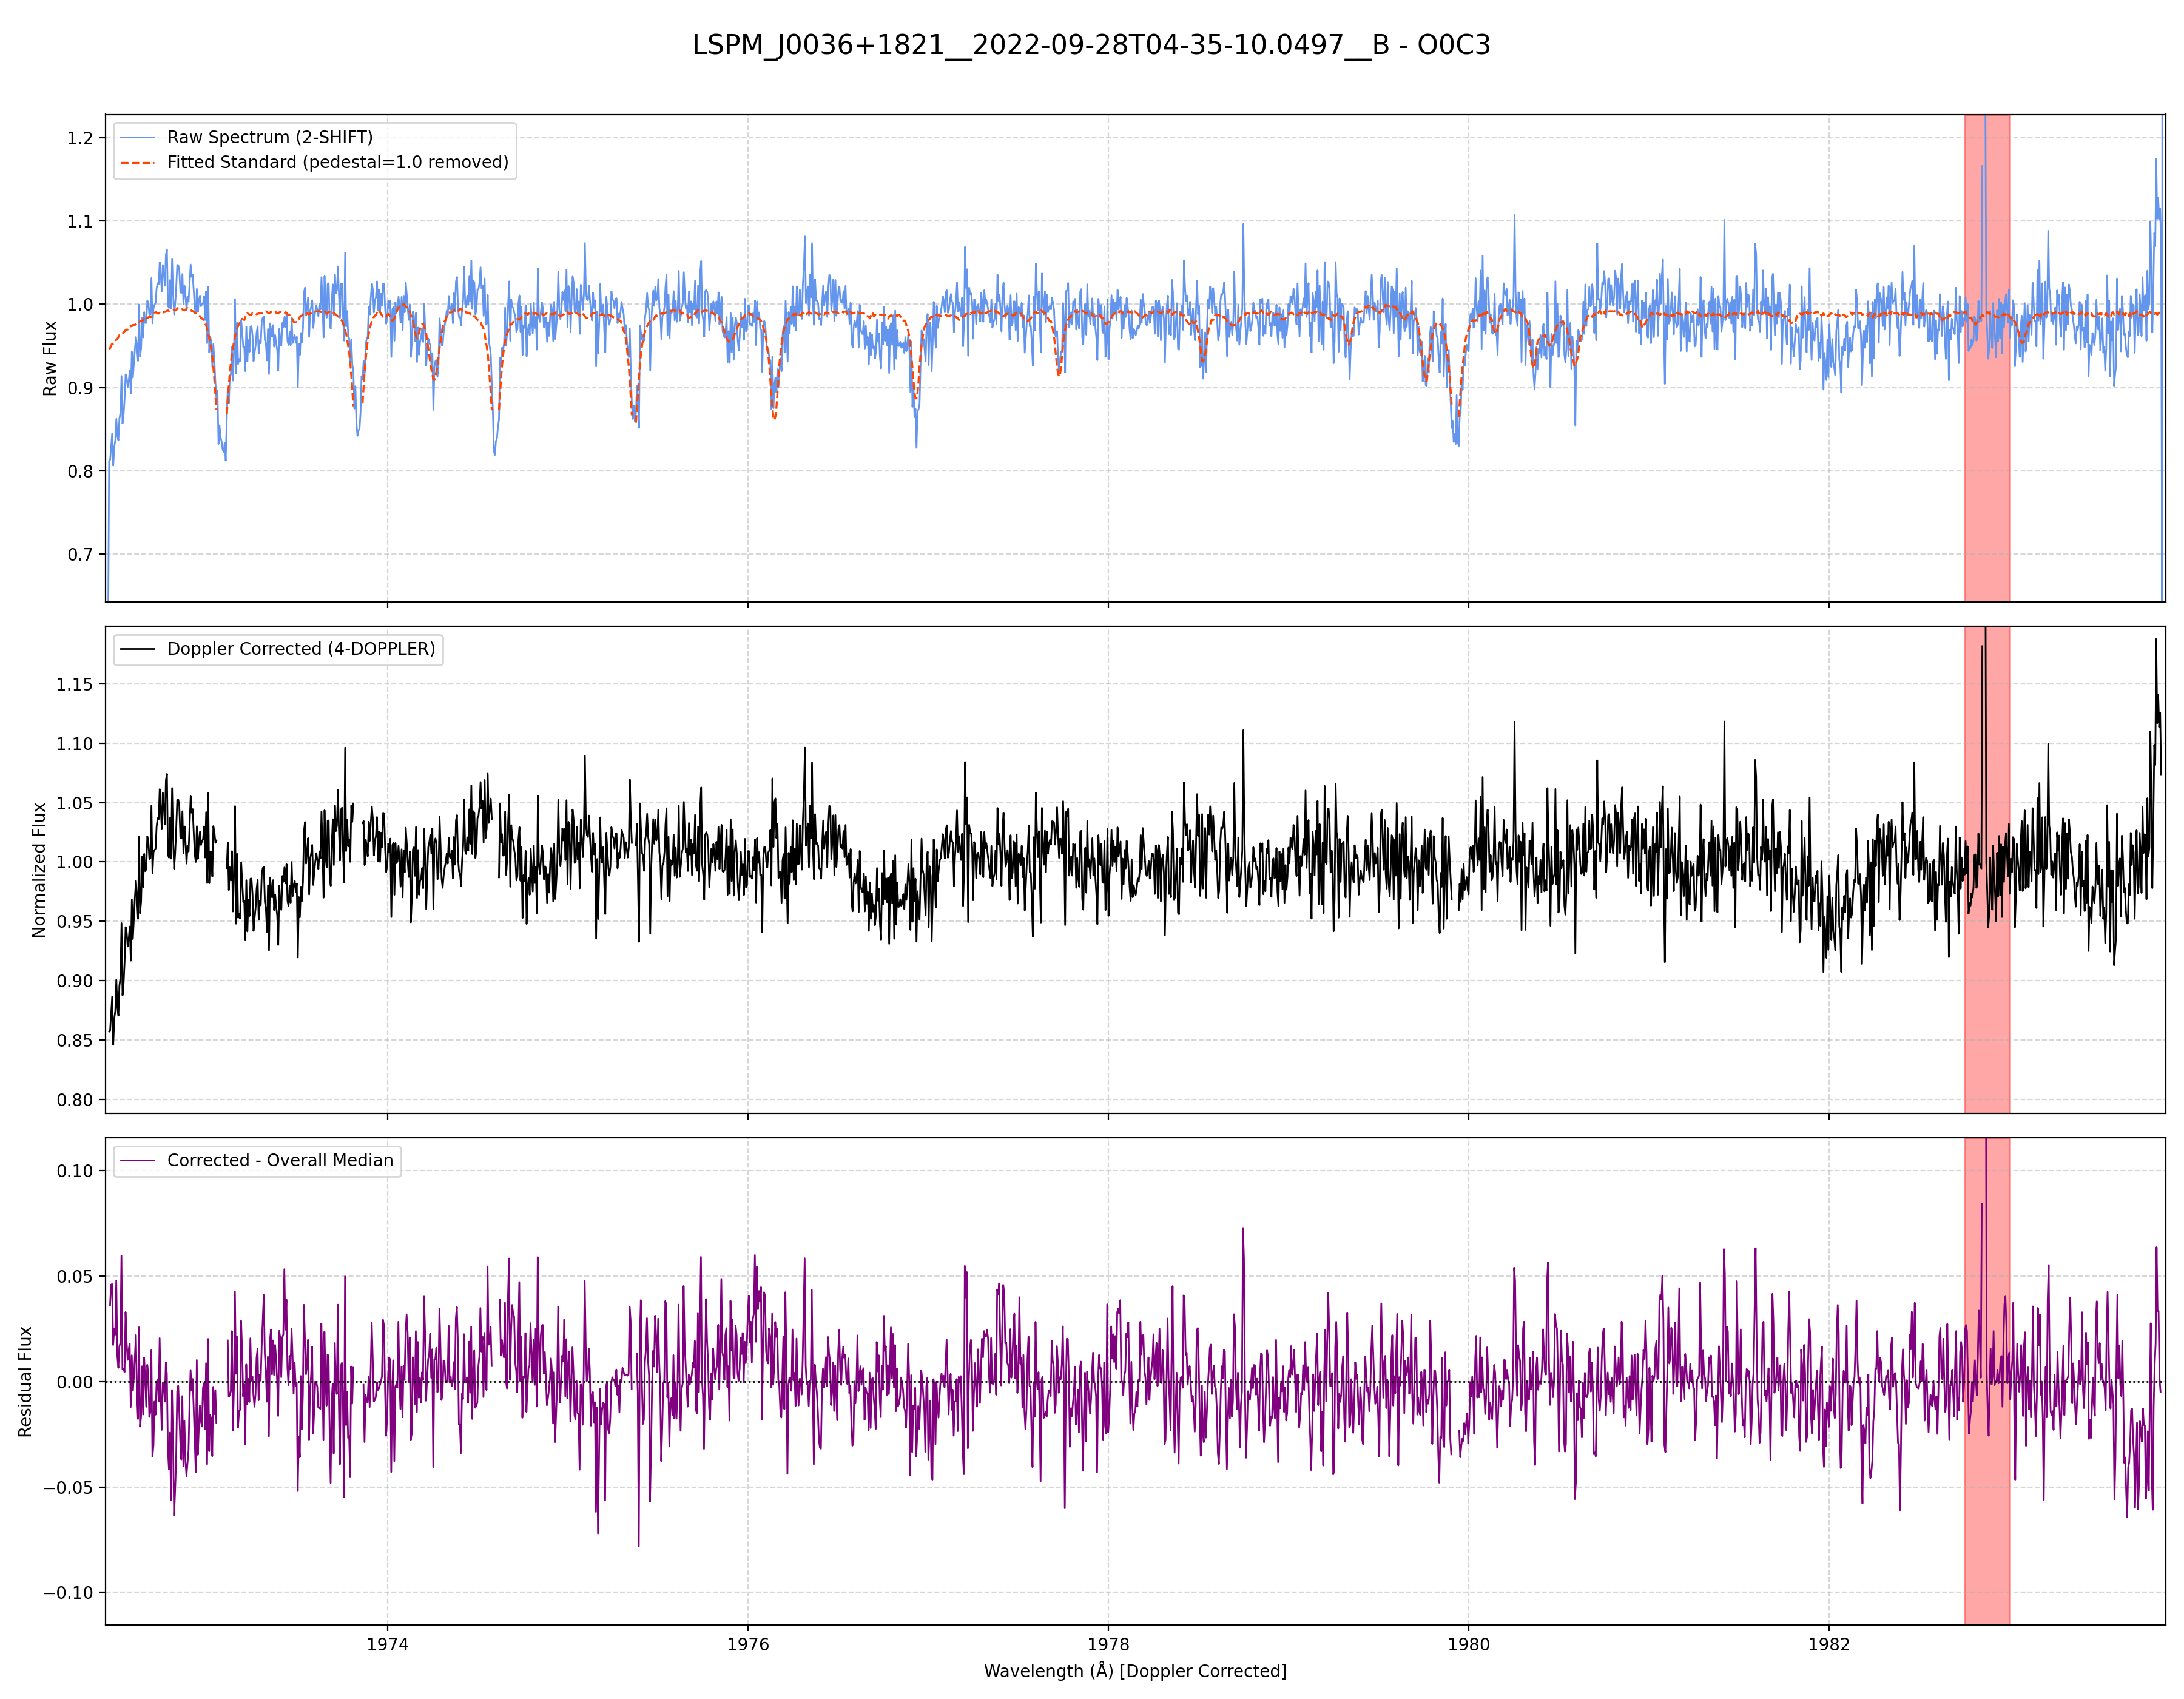 LSPM_J0036+1821__2022-09-28T04-35-10.0497__B - O0C3
Raw Spectrum (2-SHIFT)
Fitted Standard (pedestal=1.0 removed)
Raw Flux
1.2
1.1
1.0
0.9
0.8
0.7
Doppler Corrected (4-DOPPLER)
Normalized Flux
1.15
1.10
1.05
1.00
0.95
0.90
0.85
0.80
Corrected - Overall Median
Residual Flux
0.10
0.05
0.00
−0.05
−0.10
1974
1976
1978
1980
1982
Wavelength (Å) [Doppler Corrected]